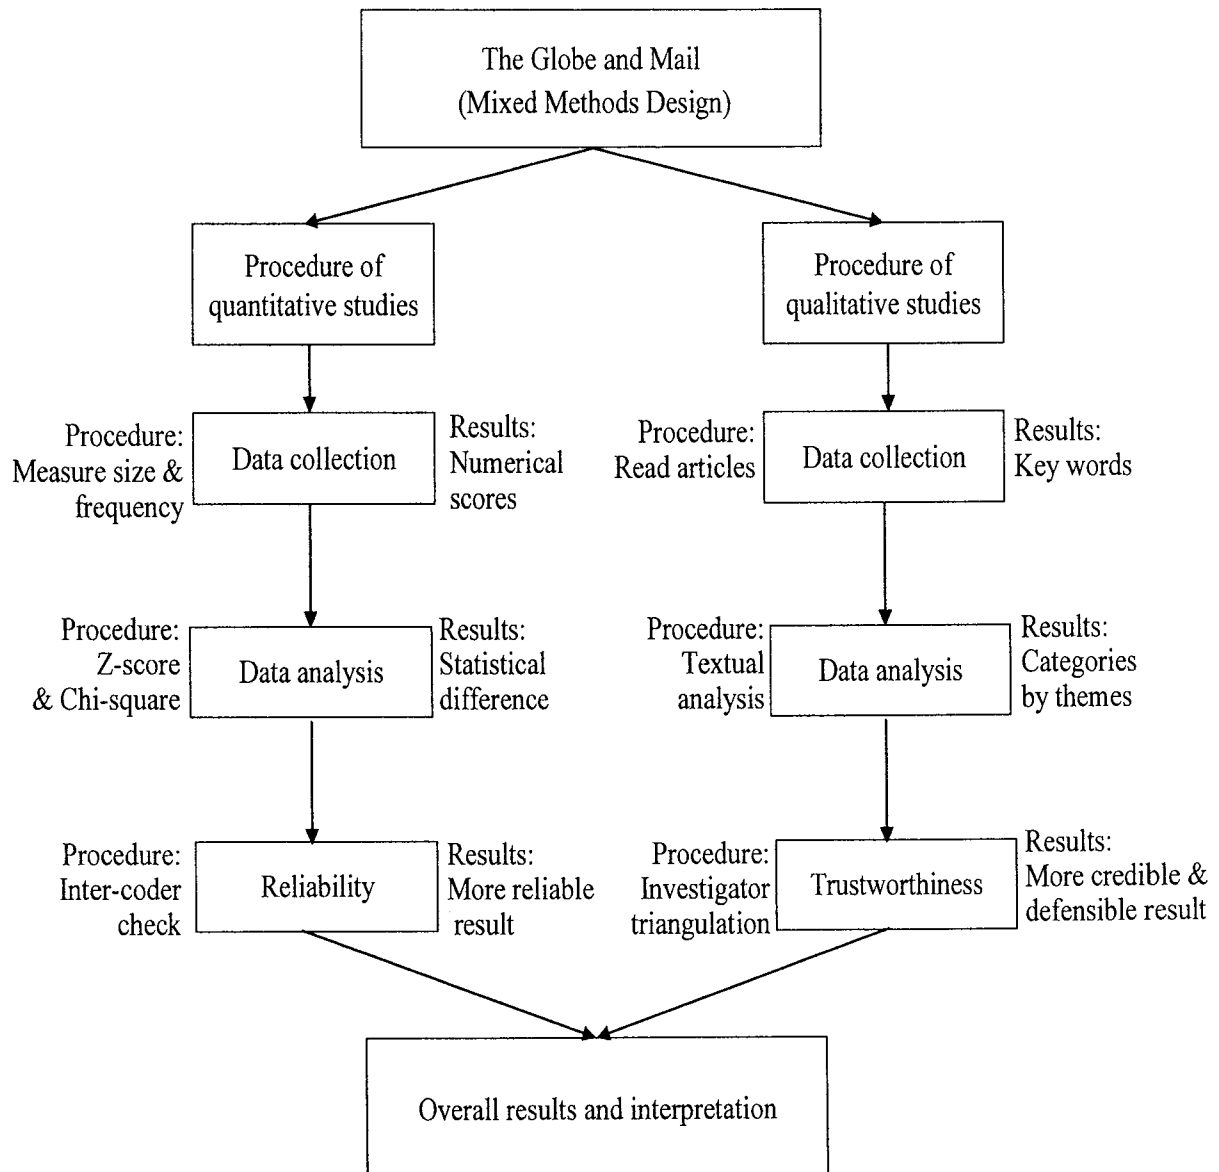 The Globe and Mail
(Mixed Methods Design)
Procedure of
quantitative studies
Procedure of
qualitative studies
Procedure:
Measure size &
frequency
Data collection
Results:
Numerical
scores
Procedure:
Read articles
Data collection
Results:
Key words
Procedure:
Z-score
& Chi-square
Data analysis
Results:
Statistical
difference
Procedure:
Textual
analysis
Data analysis
Results:
Categories
by themes
Procedure:
Inter-coder
check
Reliability
Results:
More reliable
result
Procedure:
Investigator
triangulation
Trustworthiness
Results:
More credible &
defensible result
Overall results and interpretation